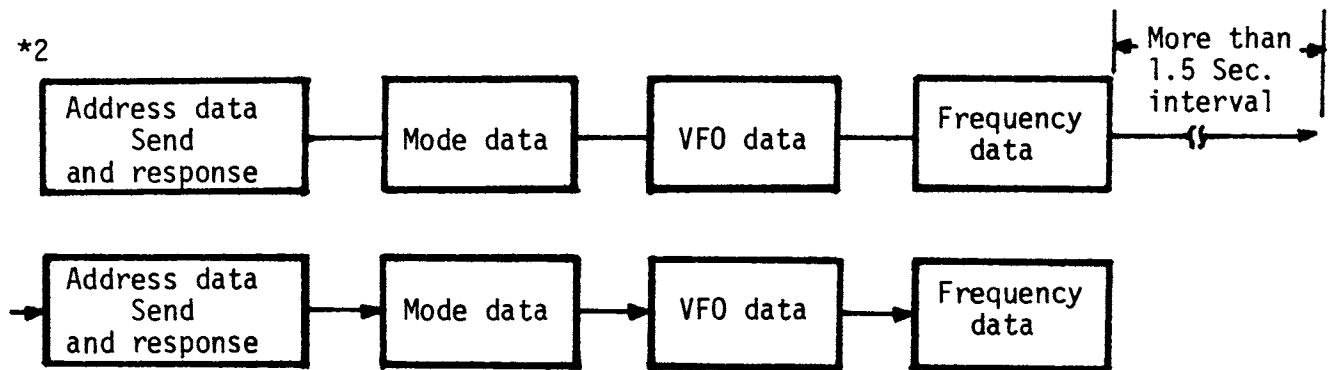 *2
Address data
Send
and response
Mode data
VFO data
Frequency
data
More than
1.5 Sec.
interval
Address data
Send
and response
Mode data
VFO data
Frequency
data